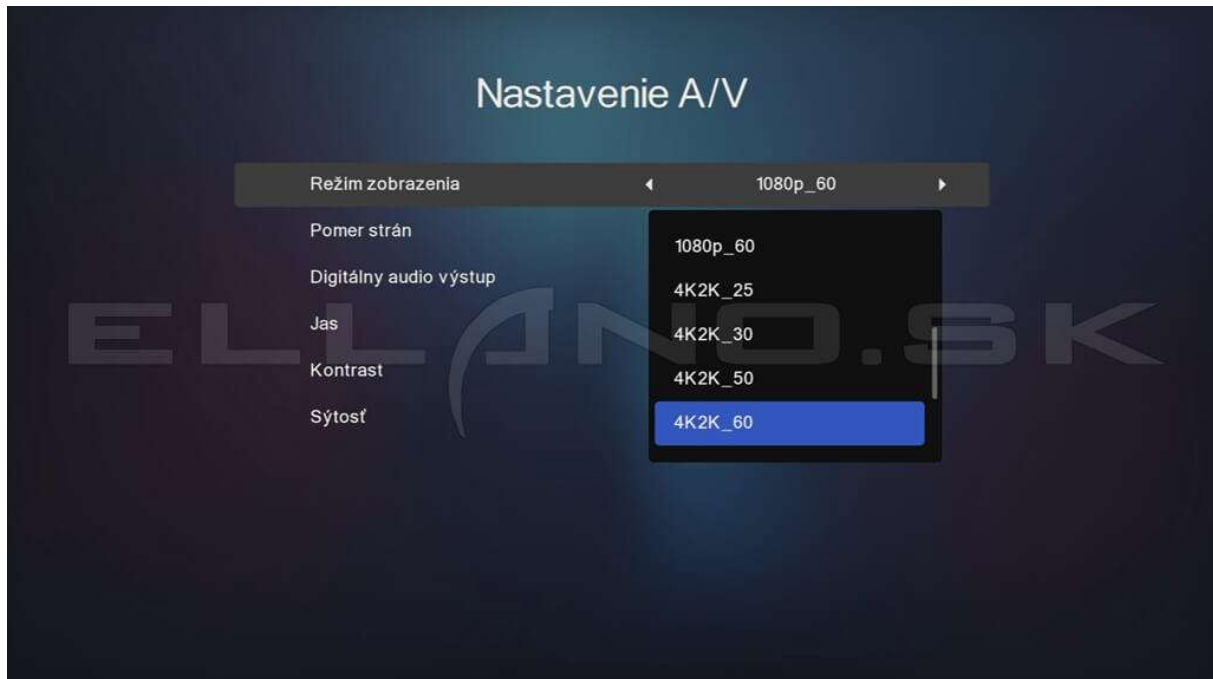 Nastavenie A/V
Režim zobrazenia 1080p_60
Pomer strán
1080p_60
Digitálny audio výstup
4K2K_25
Jas
4K2K_30
Kontrast
4K2K_50
Sýtosť
4K2K_60
ELLANO.SK